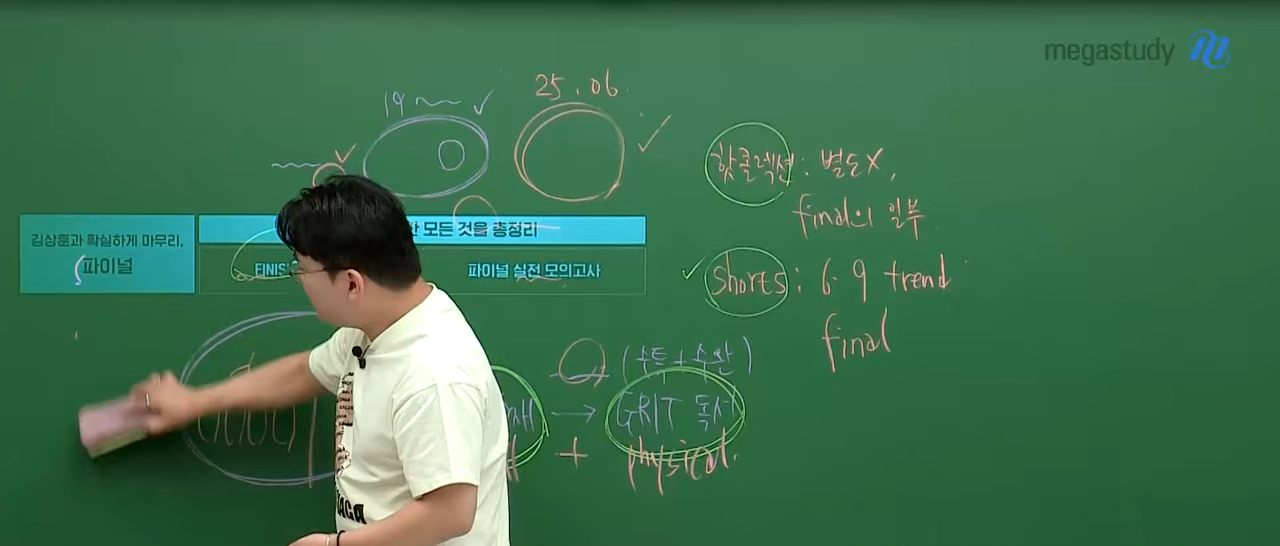 megastudy
25.06.
19
핫콜렉션 : 별도X,
final의 일부
김상훈과 확실하게 마무리,
파이널
모든 것을 총정리
파이널 실전 모의고사
shorts : 6.9 trend
final
(수특+수완)
→ GRIT 독서
+ physical.